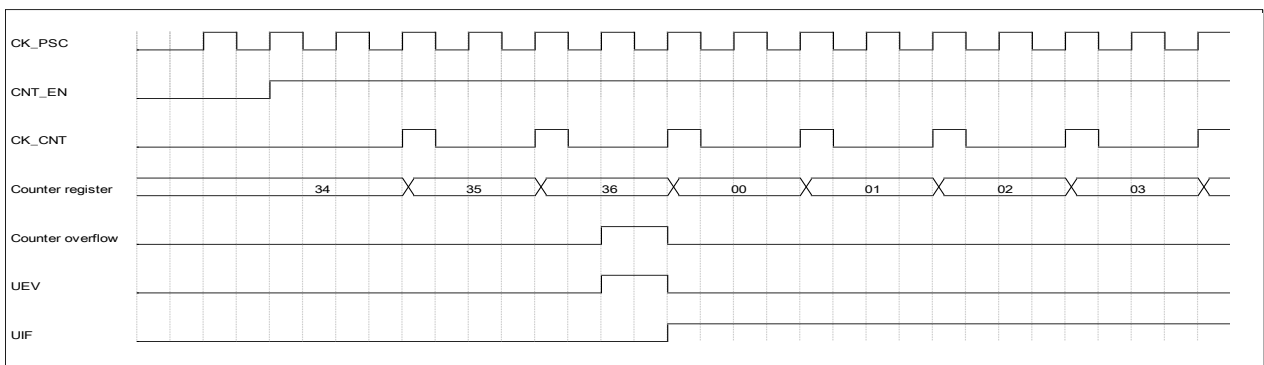 CK_PSC
CNT_EN
CK_CNT
Counter register 34 35 36 00 01 02 03
Counter overflow
UEV
UIF